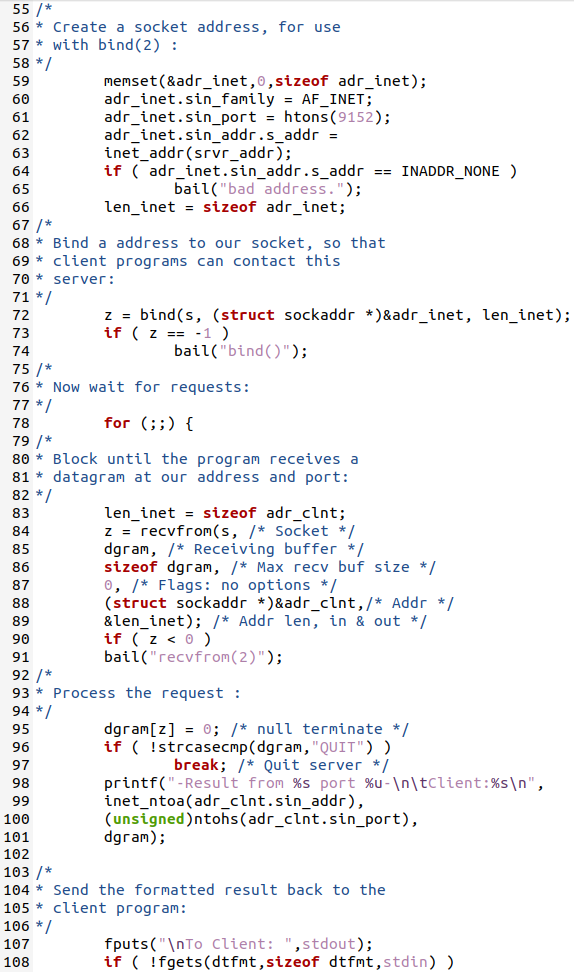 55 /*
56 * Create a socket address, for use
57 * with bind(2) :
58 */
59         memset(&adr_inet,0,sizeof adr_inet);
60         adr_inet.sin_family = AF_INET;
61         adr_inet.sin_port = htons(9152);
62         adr_inet.sin_addr.s_addr =
63         inet_addr(srvr_addr);
64         if ( adr_inet.sin_addr.s_addr == INADDR_NONE )
65                 bail("bad address.");
66         len_inet = sizeof adr_inet;
67 /*
68 * Bind a address to our socket, so that
69 * client programs can contact this
70 * server:
71 */
72         z = bind(s, (struct sockaddr *)&adr_inet, len_inet);
73         if ( z == -1 )
74                 bail("bind()");
75 /*
76 * Now wait for requests:
77 */
78         for (;;) {
79 /*
80 * Block until the program receives a
81 * datagram at our address and port:
82 */
83         len_inet = sizeof adr_clnt;
84         z = recvfrom(s, /* Socket */
85         dgram, /* Receiving buffer */
86         sizeof dgram, /* Max recv buf size */
87         0, /* Flags: no options */
88         (struct sockaddr *)&adr_clnt,/* Addr */
89         &len_inet); /* Addr len, in & out */
90         if ( z < 0 )
91         bail("recvfrom(2)");
92 /*
93 * Process the request :
94 */
95         dgram[z] = 0; /* null terminate */
96         if ( !strcasecmp(dgram,"QUIT") )
97                 break; /* Quit server */
98         printf("-Result from %s port %u-\n\tClient:%s\n",
99         inet_ntoa(adr_clnt.sin_addr),
100         (unsigned)ntohs(adr_clnt.sin_port),
101         dgram);
102
103 /*
104 * Send the formatted result back to the
105 * client program:
106 */
107         fputs("\nTo Client: ",stdout);
108         if ( !fgets(dtfmt,sizeof dtfmt,stdin) )